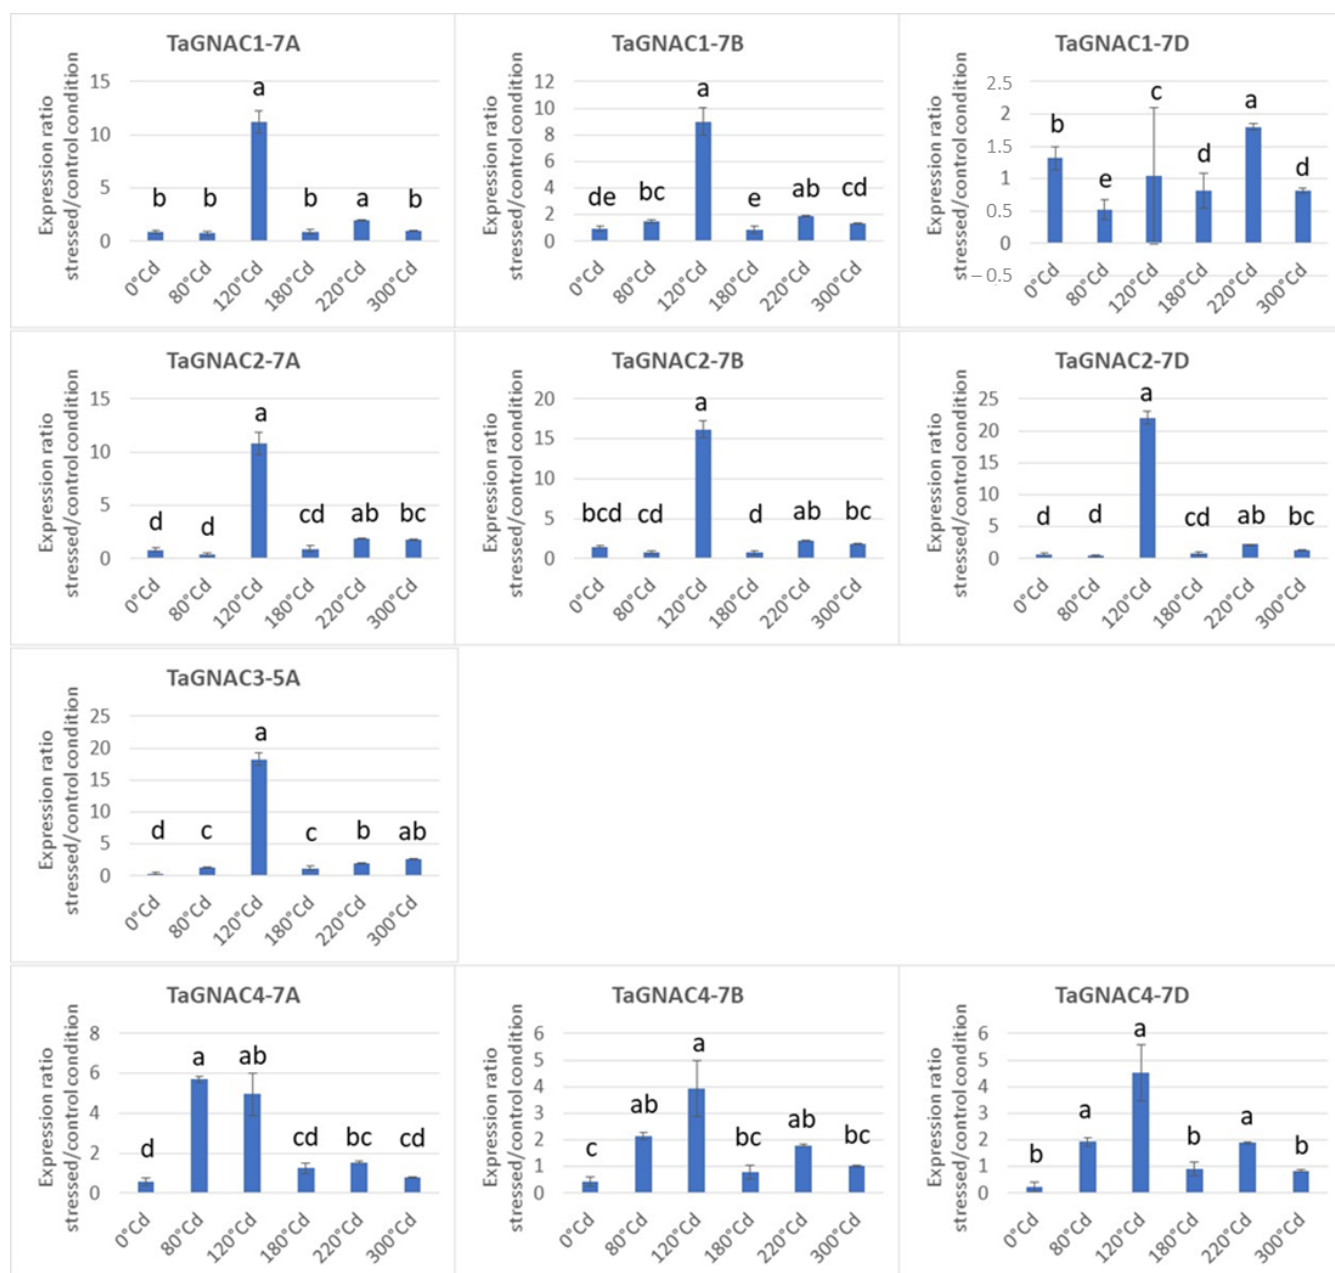 TaGNAC1-7A
Expression ratio
stressed/control condition
15
10
5
0
b b a b a b
0°Cd 80°Cd 120°Cd 180°Cd 220°Cd 300°Cd
TaGNAC1-7B
Expression ratio
stressed/control condition
12
10
8
6
4
2
0
de bc a e ab cd
0°Cd 80°Cd 120°Cd 180°Cd 220°Cd 300°Cd
TaGNAC1-7D
Expression ratio
stressed/control condition
2.5
2
1.5
1
0.5
0
–0.5
b e c d a d
0°Cd 80°Cd 120°Cd 180°Cd 220°Cd 300°Cd
TaGNAC2-7A
Expression ratio
stressed/control condition
15
10
5
0
d d a cd ab bc
0°Cd 80°Cd 120°Cd 180°Cd 220°Cd 300°Cd
TaGNAC2-7B
Expression ratio
stressed/control condition
20
15
10
5
0
bcd cd a d ab bc
0°Cd 80°Cd 120°Cd 180°Cd 220°Cd 300°Cd
TaGNAC2-7D
Expression ratio
stressed/control condition
25
20
15
10
5
0
d d a cd ab bc
0°Cd 80°Cd 120°Cd 180°Cd 220°Cd 300°Cd
TaGNAC3-5A
Expression ratio
stressed/control condition
25
20
15
10
5
0
d c a c b ab
0°Cd 80°Cd 120°Cd 180°Cd 220°Cd 300°Cd
TaGNAC4-7A
Expression ratio
stressed/control condition
8
6
4
2
0
d a ab cd bc cd
0°Cd 80°Cd 120°Cd 180°Cd 220°Cd 300°Cd
TaGNAC4-7B
Expression ratio
stressed/control condition
6
5
4
3
2
1
0
c ab a bc ab bc
0°Cd 80°Cd 120°Cd 180°Cd 220°Cd 300°Cd
TaGNAC4-7D
Expression ratio
stressed/control condition
6
5
4
3
2
1
0
b a a b a b
0°Cd 80°Cd 120°Cd 180°Cd 220°Cd 300°Cd